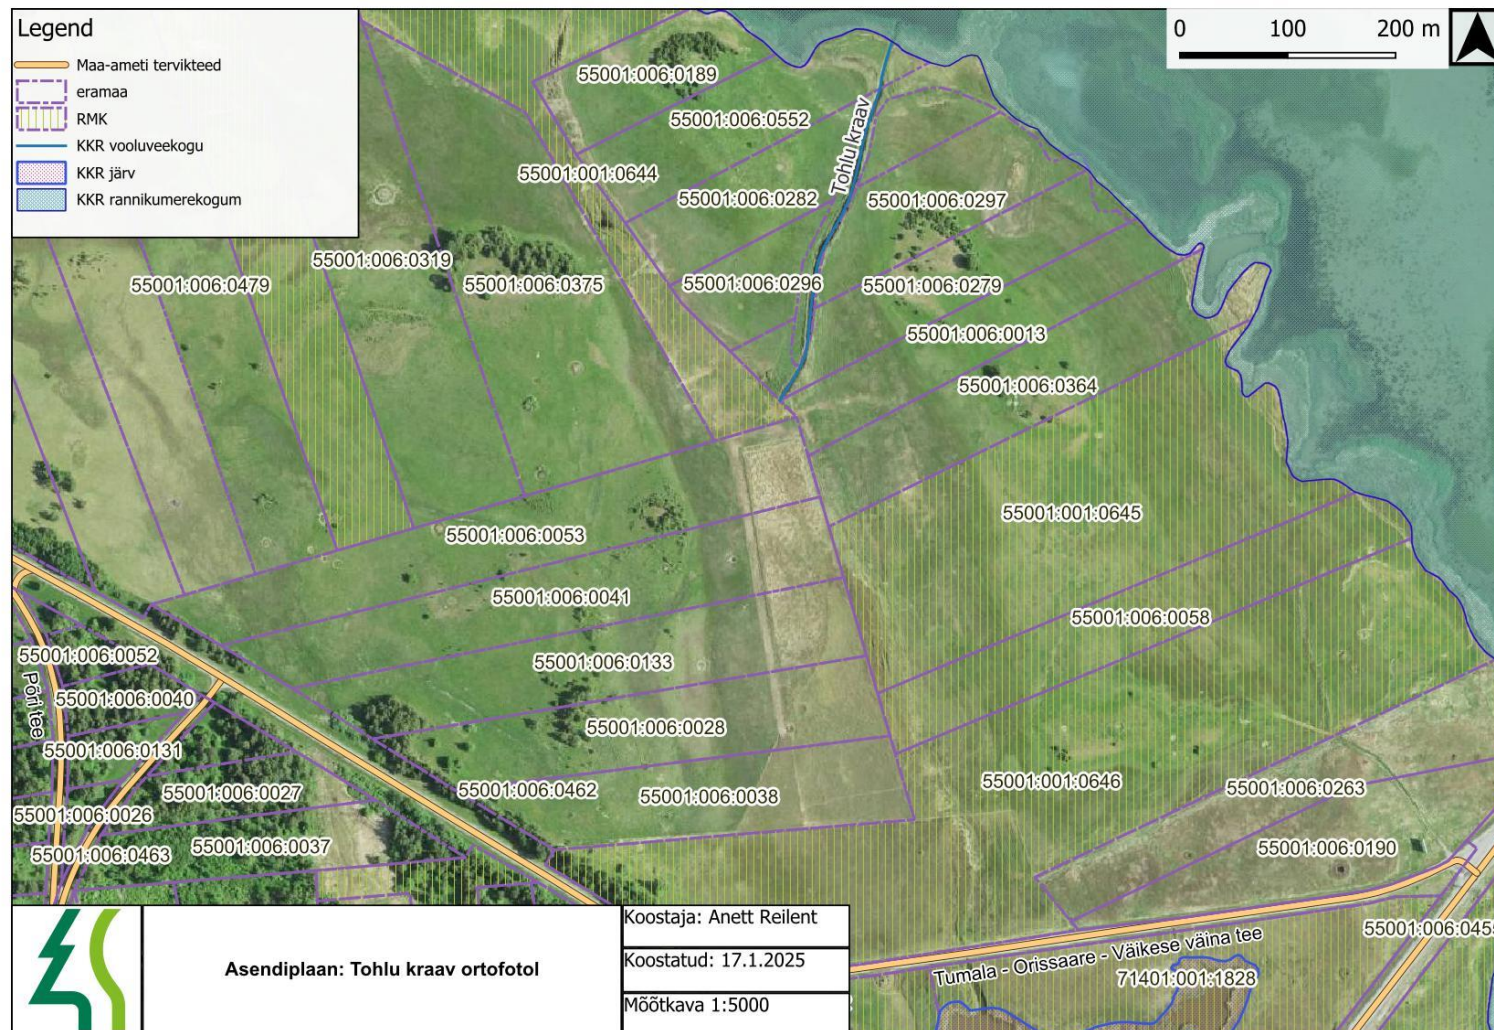 Legend
Maa-ameti tervikteed
eramaa
RMK
KKR vooluveekogu
KKR järv
KKR rannikumerekogum
0 100 200 m
55001:006:0189
55001:006:0552
Tohlu kraav
55001:001:0644
55001:006:0282
55001:006:0297
55001:006:0319
55001:006:0479
55001:006:0375
55001:006:0296
55001:006:0279
55001:006:0013
55001:006:0364
55001:001:0645
55001:006:0053
55001:006:0041
55001:006:0058
55001:006:0052
55001:006:0133
Põri tee
55001:006:0040
55001:006:0028
55001:006:0131
55001:006:0027
55001:006:0462
55001:006:0038
55001:001:0646
55001:006:0263
55001:006:0026
55001:006:0463
55001:006:0037
55001:006:0190
55001:006:0455
Tumala - Orissaare - Väikese väina tee
71401:001:1828
Asendiplaan: Tohlu kraav ortofotol
Koostaja: Anett Reilent
Koostatud: 17.1.2025
Mõõtkava 1:5000